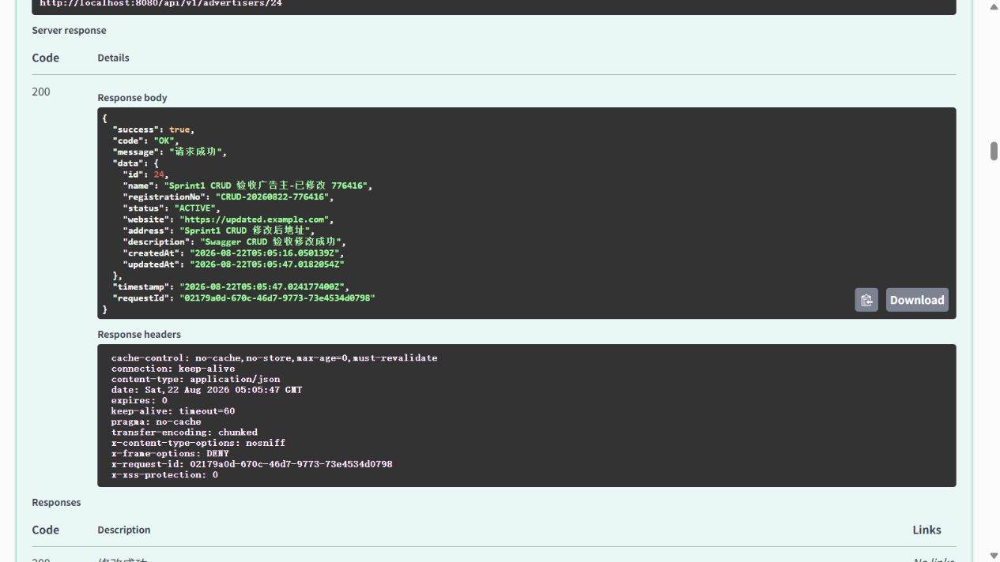 http://localhost:8080/api/v1/advertisers/24
Server response
Code Details
200
Response body
{
"success": true,
"code": "OK",
"message": "请求成功",
"data": {
"id": 24,
"name": "Sprint1 CRUD 验收广告主-已修改 776416",
"registrationNo": "CRUD-20260822-776416",
"status": "ACTIVE",
"website": "https://updated.example.com",
"address": "Sprint1 CRUD 修改后地址",
"description": "Swagger CRUD 验收修改成功",
"createdAt": "2026-08-22T05:05:16.050139Z",
"updatedAt": "2026-08-22T05:05:47.0182054Z"
},
"timestamp": "2026-08-22T05:05:47.024177400Z",
"requestId": "02179a0d-670c-46d7-9773-73e4534d0798"
}
Download
Response headers
cache-control: no-cache,no-store,max-age=0,must-revalidate
connection: keep-alive
content-type: application/json
date: Sat,22 Aug 2026 05:05:47 GMT
expires: 0
keep-alive: timeout=60
pragma: no-cache
transfer-encoding: chunked
x-content-type-options: nosniff
x-frame-options: DENY
x-request-id: 02179a0d-670c-46d7-9773-73e4534d0798
x-xss-protection: 0
Responses
Code Description Links
200 修改成功 No links